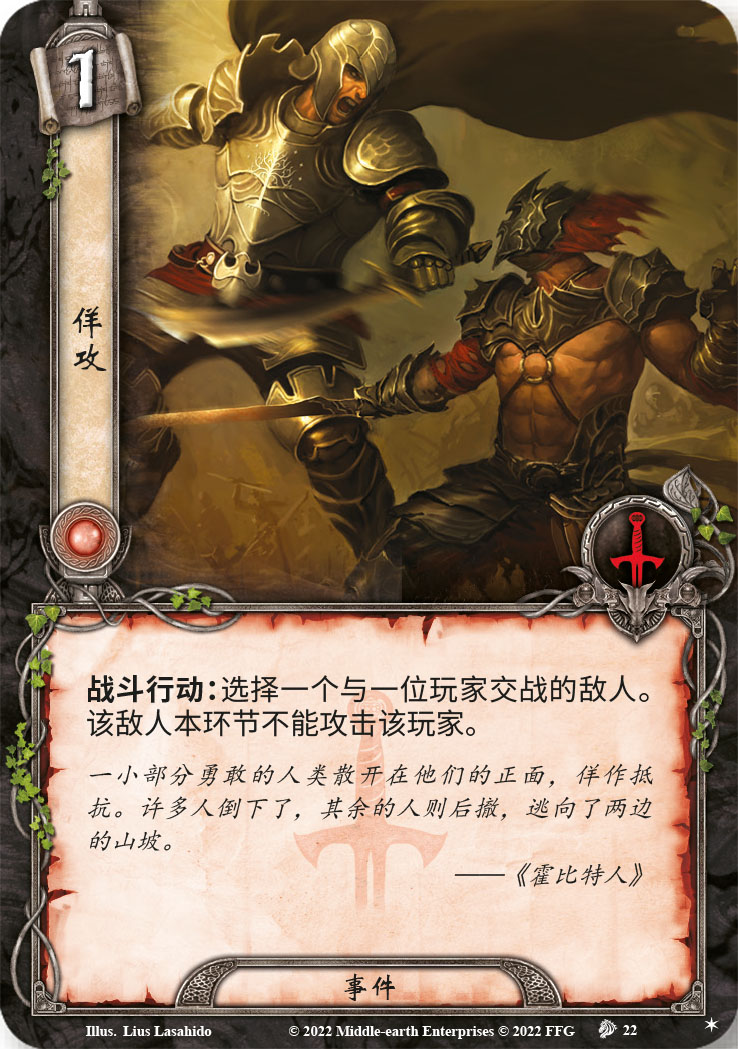 1
佯攻
战斗行动：选择一个与一位玩家交战的敌人。
该敌人本环节不能攻击该玩家。
一小部分勇敢的人类散开在他们的正面，佯作抵
抗。许多人倒下了，其余的人则后撤，逃向了两边
的山坡。
——《霍比特人》
事件
Illus. Lius Lasahido © 2022 Middle-earth Enterprises © 2022 FFG 22